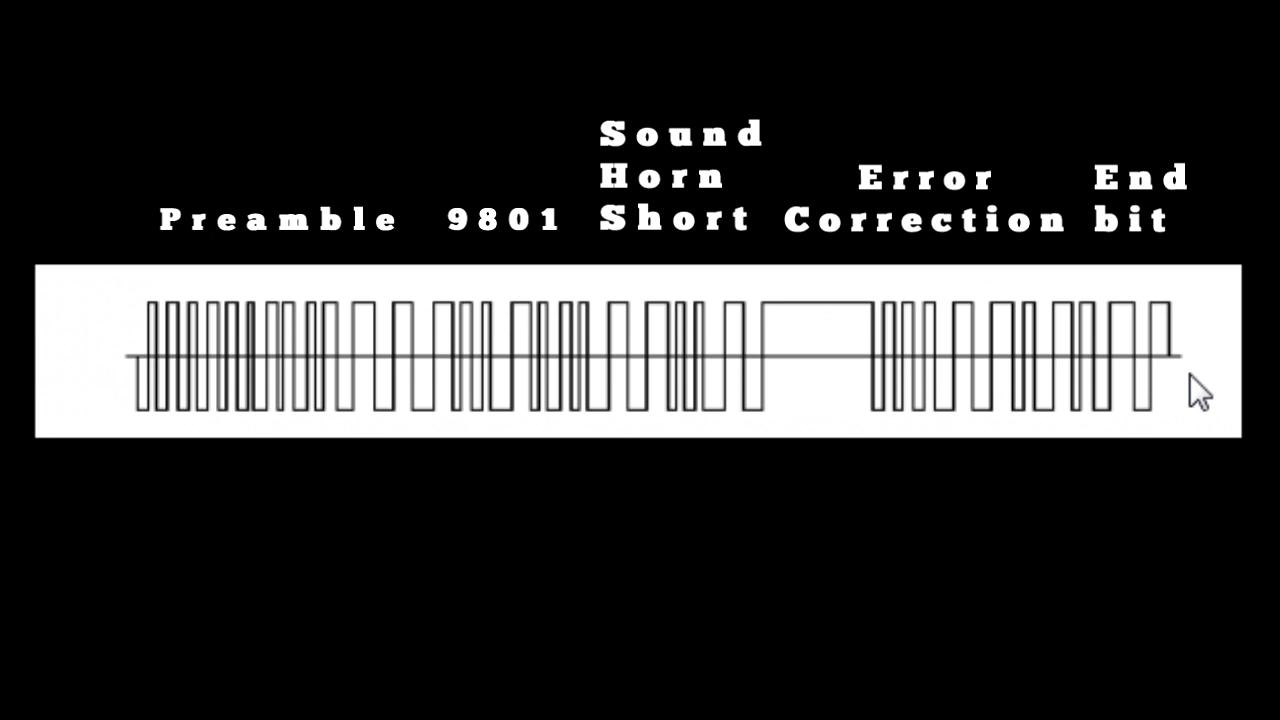 Preamble
9801
Sound
Horn
Short
Error
Correction
End
bit